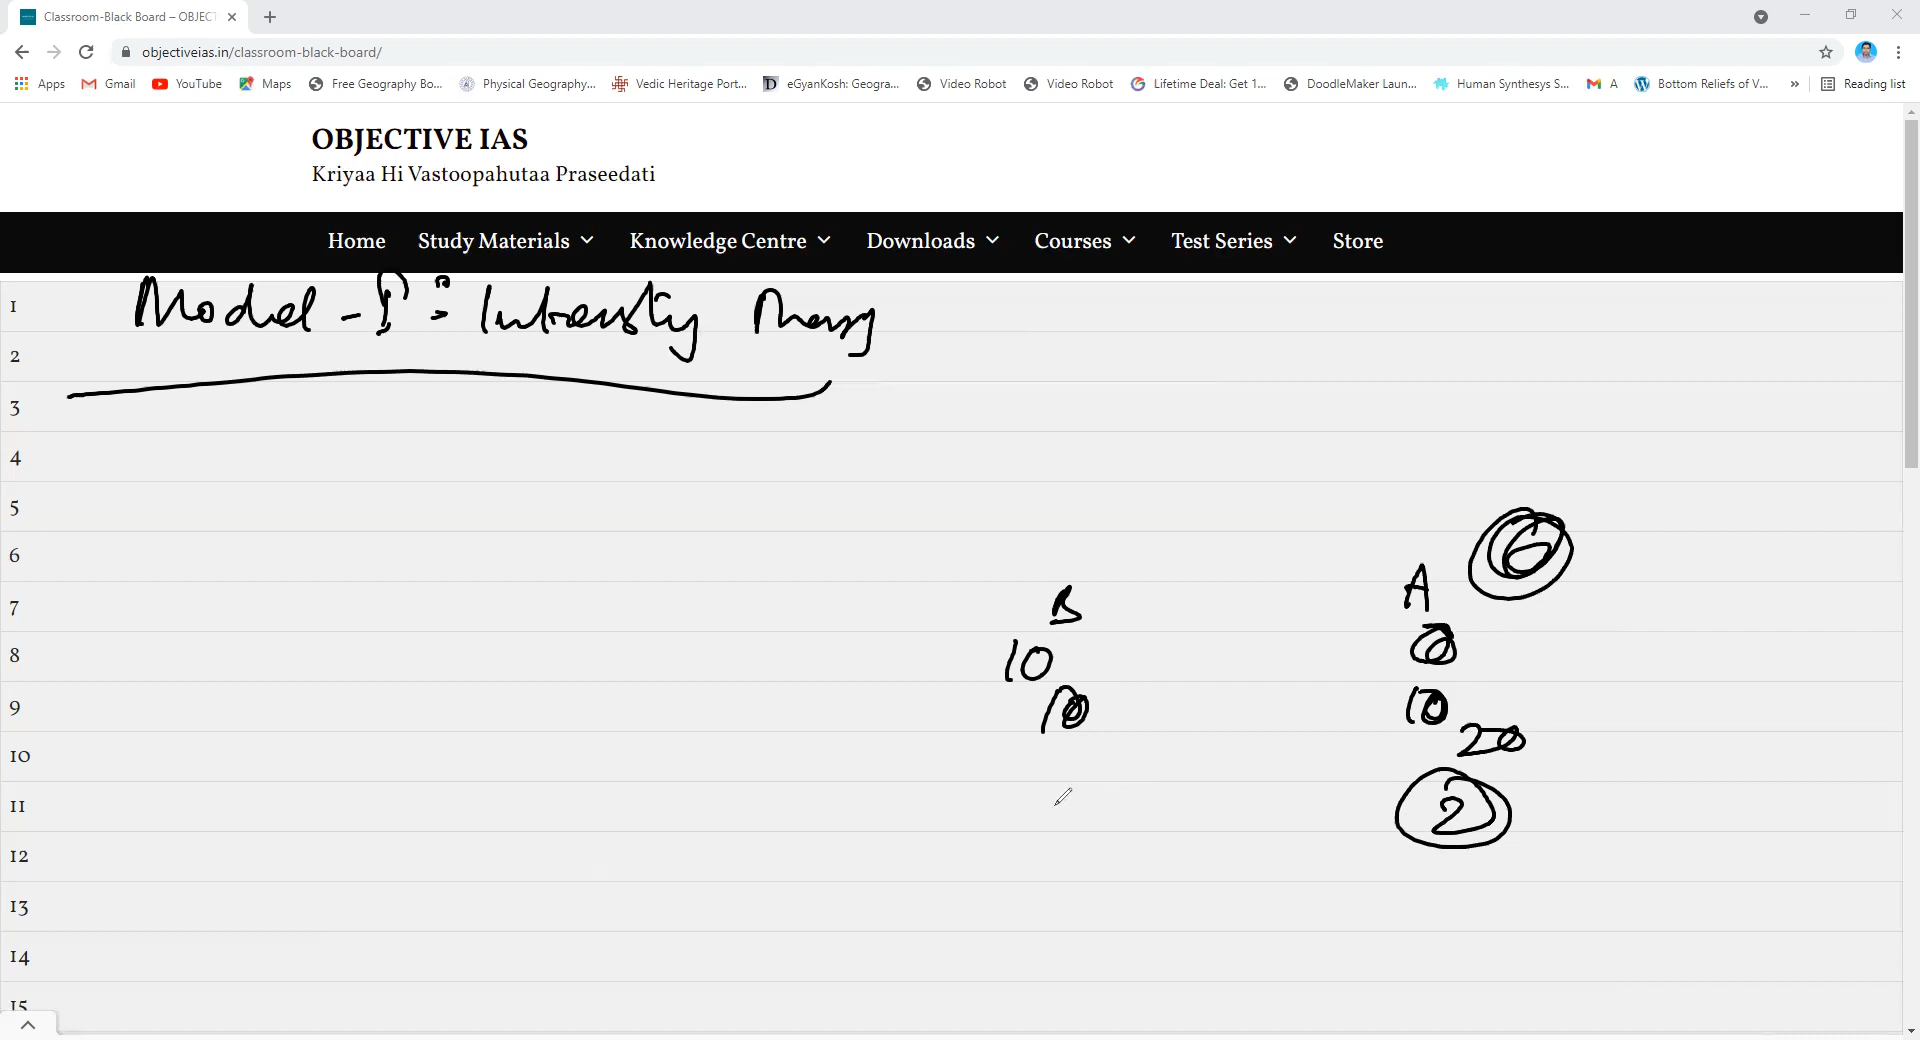 Classroom-Black Board – OBJECT
objectiveias.in/classroom-black-board/
Apps Gmail YouTube Maps Free Geography Bo... Physical Geography... Vedic Heritage Port... eGyanKosh: Geogra... Video Robot Video Robot Lifetime Deal: Get 1... DoodleMaker Laun... Human Synthesys S... A Bottom Reliefs of V... » Reading list
OBJECTIVE IAS
Kriyaa Hi Vastoopahutaa Praseedati
Home Study Materials Knowledge Centre Downloads Courses Test Series Store
1 Model - Intensity
2
3
4
5
6 6
7 B A
8 10
9 10 10
10 20
11 2
12
13
14
15